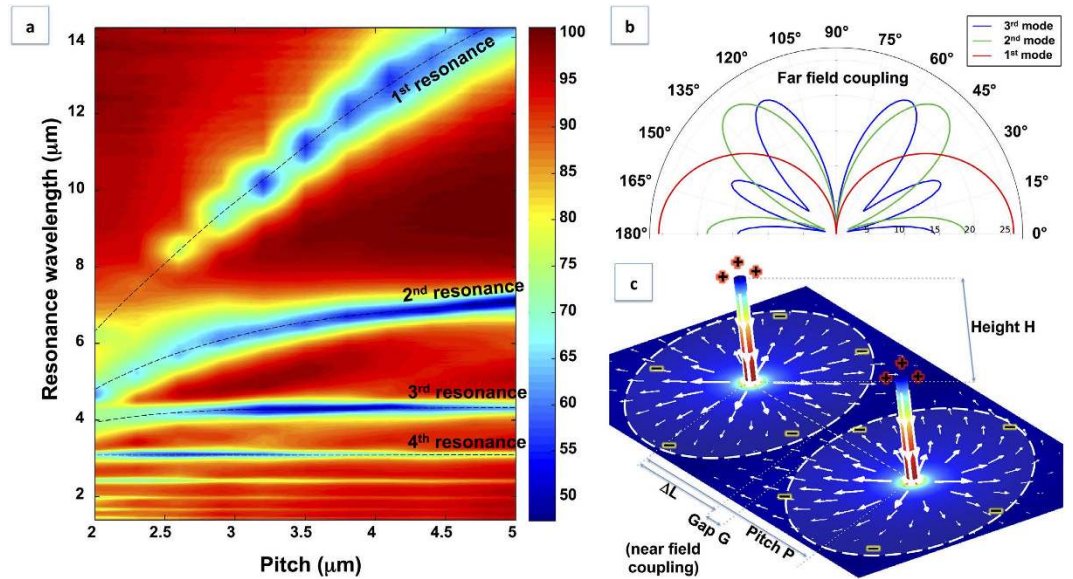 a
14
12
10
8
6
4
2
Resonance wavelength (μm)
1st resonance
2nd resonance
3rd resonance
4th resonance
2
2.5
3
3.5
4
4.5
5
Pitch (μm)
100
95
90
85
80
75
70
65
60
55
50
b
3rd mode
2nd mode
1st mode
Far field coupling
180°
165°
150°
135°
120°
105°
90°
75°
60°
45°
30°
15°
0°
5
10
15
20
25
c
+ + +
Height H
+ + +
ΔL
Gap G
Pitch P
(near field
coupling)